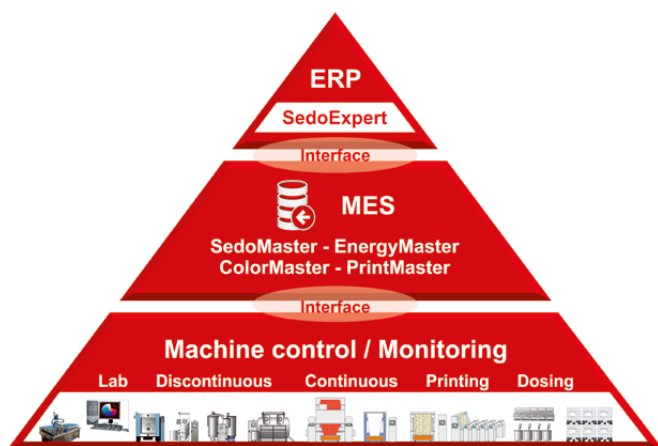 ERP
SedoExpert
Interface
MES
SedoMaster - EnergyMaster
ColorMaster - PrintMaster
Interface
Machine control / Monitoring
Lab Discontinuous Continuous Printing Dosing